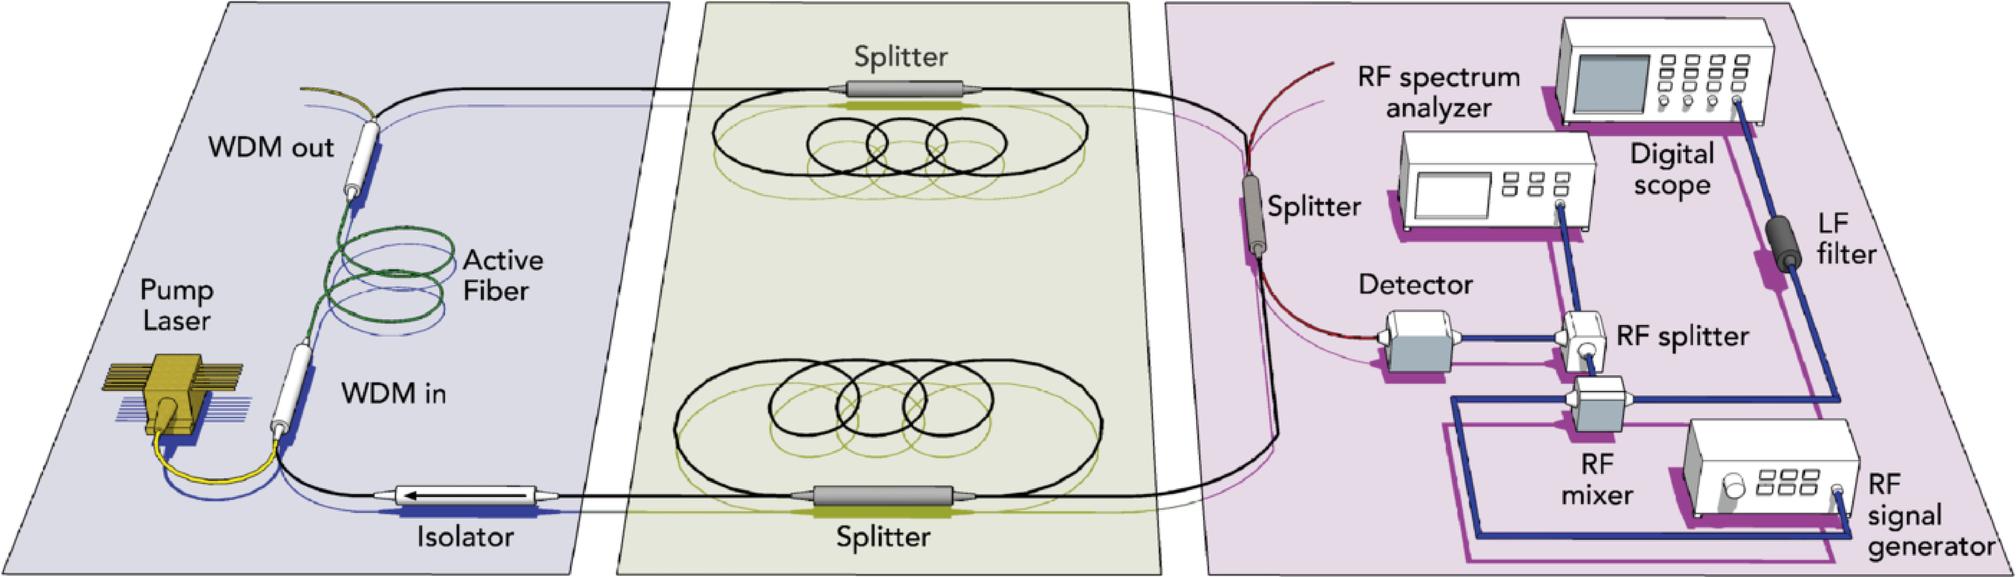 Splitter
RF spectrum
analyzer
WDM out
Digital
scope
Splitter
LF
filter
Active
Fiber
Pump
Laser
Detector
RF splitter
WDM in
RF
mixer
RF
signal
generator
Isolator
Splitter